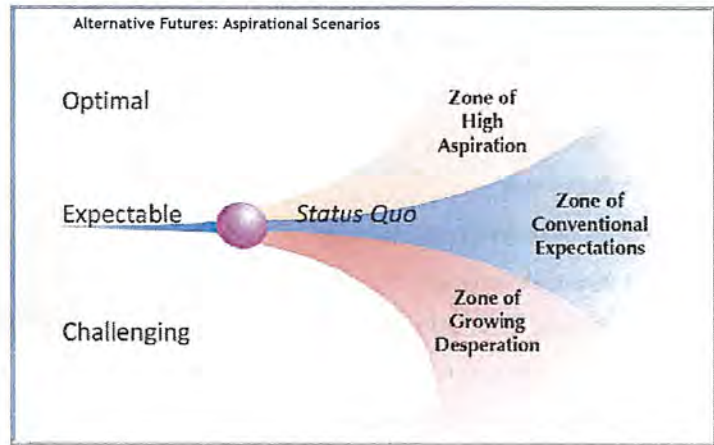 Alternative Futures: Aspirational Scenarios
Optimal
Zone of
High
Aspiration
Expectable
Status Quo
Zone of
Conventional
Expectations
Challenging
Zone of
Growing
Desperation